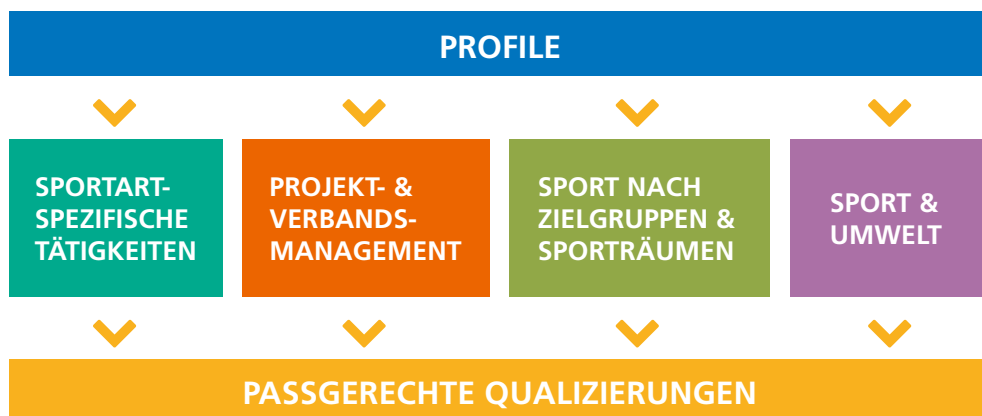 PROFILE
SPORTART-
SPEZIFISCHE
TÄTIGKEITEN
PROJEKT- &
VERBANDS-
MANAGEMENT
SPORT NACH
ZIELGRUPPEN &
SPORTRÄUMEN
SPORT &
UMWELT
PASSGERECHTE QUALIZIERUNGEN